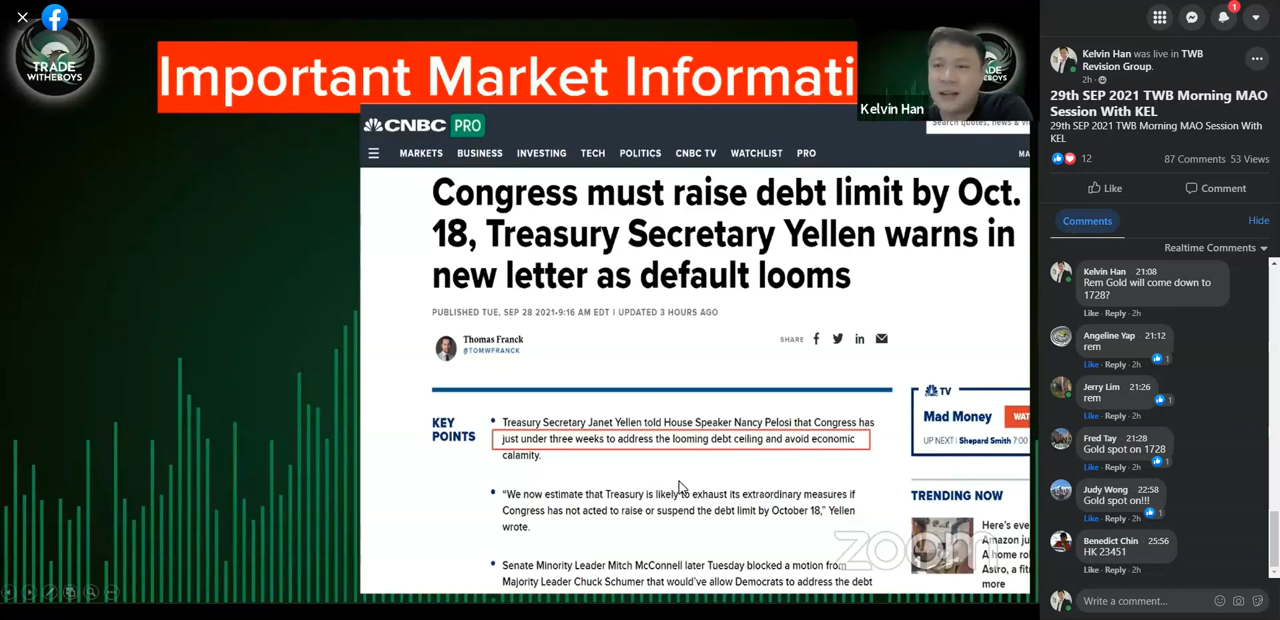 TRADE
WITHEBOYS
Important Market Informati
Kelvin Han
CNBC PRO
Search quotes, news & vi
MARKETS BUSINESS INVESTING TECH POLITICS CNBC TV WATCHLIST PRO
MA
Congress must raise debt limit by Oct.
18, Treasury Secretary Yellen warns in
new letter as default looms
PUBLISHED TUE, SEP 28 2021•9:16 AM EDT | UPDATED 3 HOURS AGO
Thomas Franck
@TOMWFRANCK
SHARE
KEY
POINTS
Treasury Secretary Janet Yellen told House Speaker Nancy Pelosi that Congress has
just under three weeks to address the looming debt ceiling and avoid economic
calamity.
“We now estimate that Treasury is likely to exhaust its extraordinary measures if
Congress has not acted to raise or suspend the debt limit by October 18,” Yellen
wrote.
Senate Minority Leader Mitch McConnell later Tuesday blocked a motion from
Majority Leader Chuck Schumer that would’ve allow Democrats to address the debt
TV
Mad Money
WAT
UP NEXT | Shepard Smith 7:00
TRENDING NOW
Here's eve
Amazon ju
A home ro
Astro, a fit
more
zoom
1
Kelvin Han was live in TWB
Revision Group.
2h
29th SEP 2021 TWB Morning MAO
Session With KEL
29th SEP 2021 TWB Morning MAO Session With
KEL
12
87 Comments 53 Views
Like Comment
Comments
Hide
Realtime Comments
Kelvin Han 21:08
Rem Gold will come down to
1728?
Like · Reply · 2h
Angeline Yap 21:12
rem
1
Like · Reply · 2h
Jerry Lim 21:26
rem
1
Like · Reply · 2h
Fred Tay 21:28
Gold spot on 1728
1
Like · Reply · 2h
Judy Wong 22:58
Gold spot on!!!
1
Like · Reply · 2h
Benedict Chin 25:56
HK 23451
Like · Reply · 2h
Write a comment...